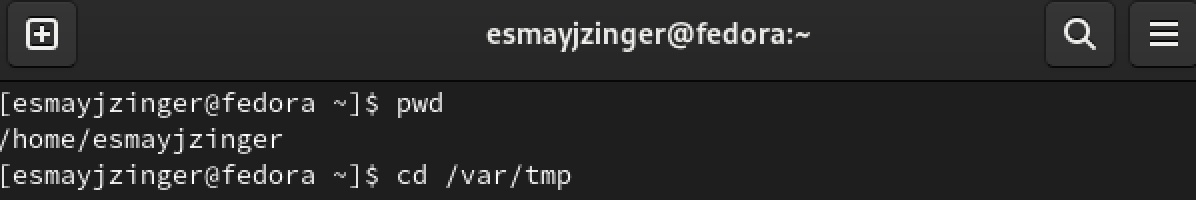 esmayjzinger@fedora:~
[esmayjzinger@fedora ~]$ pwd
/home/esmayjzinger
[esmayjzinger@fedora ~]$ cd /var/tmp